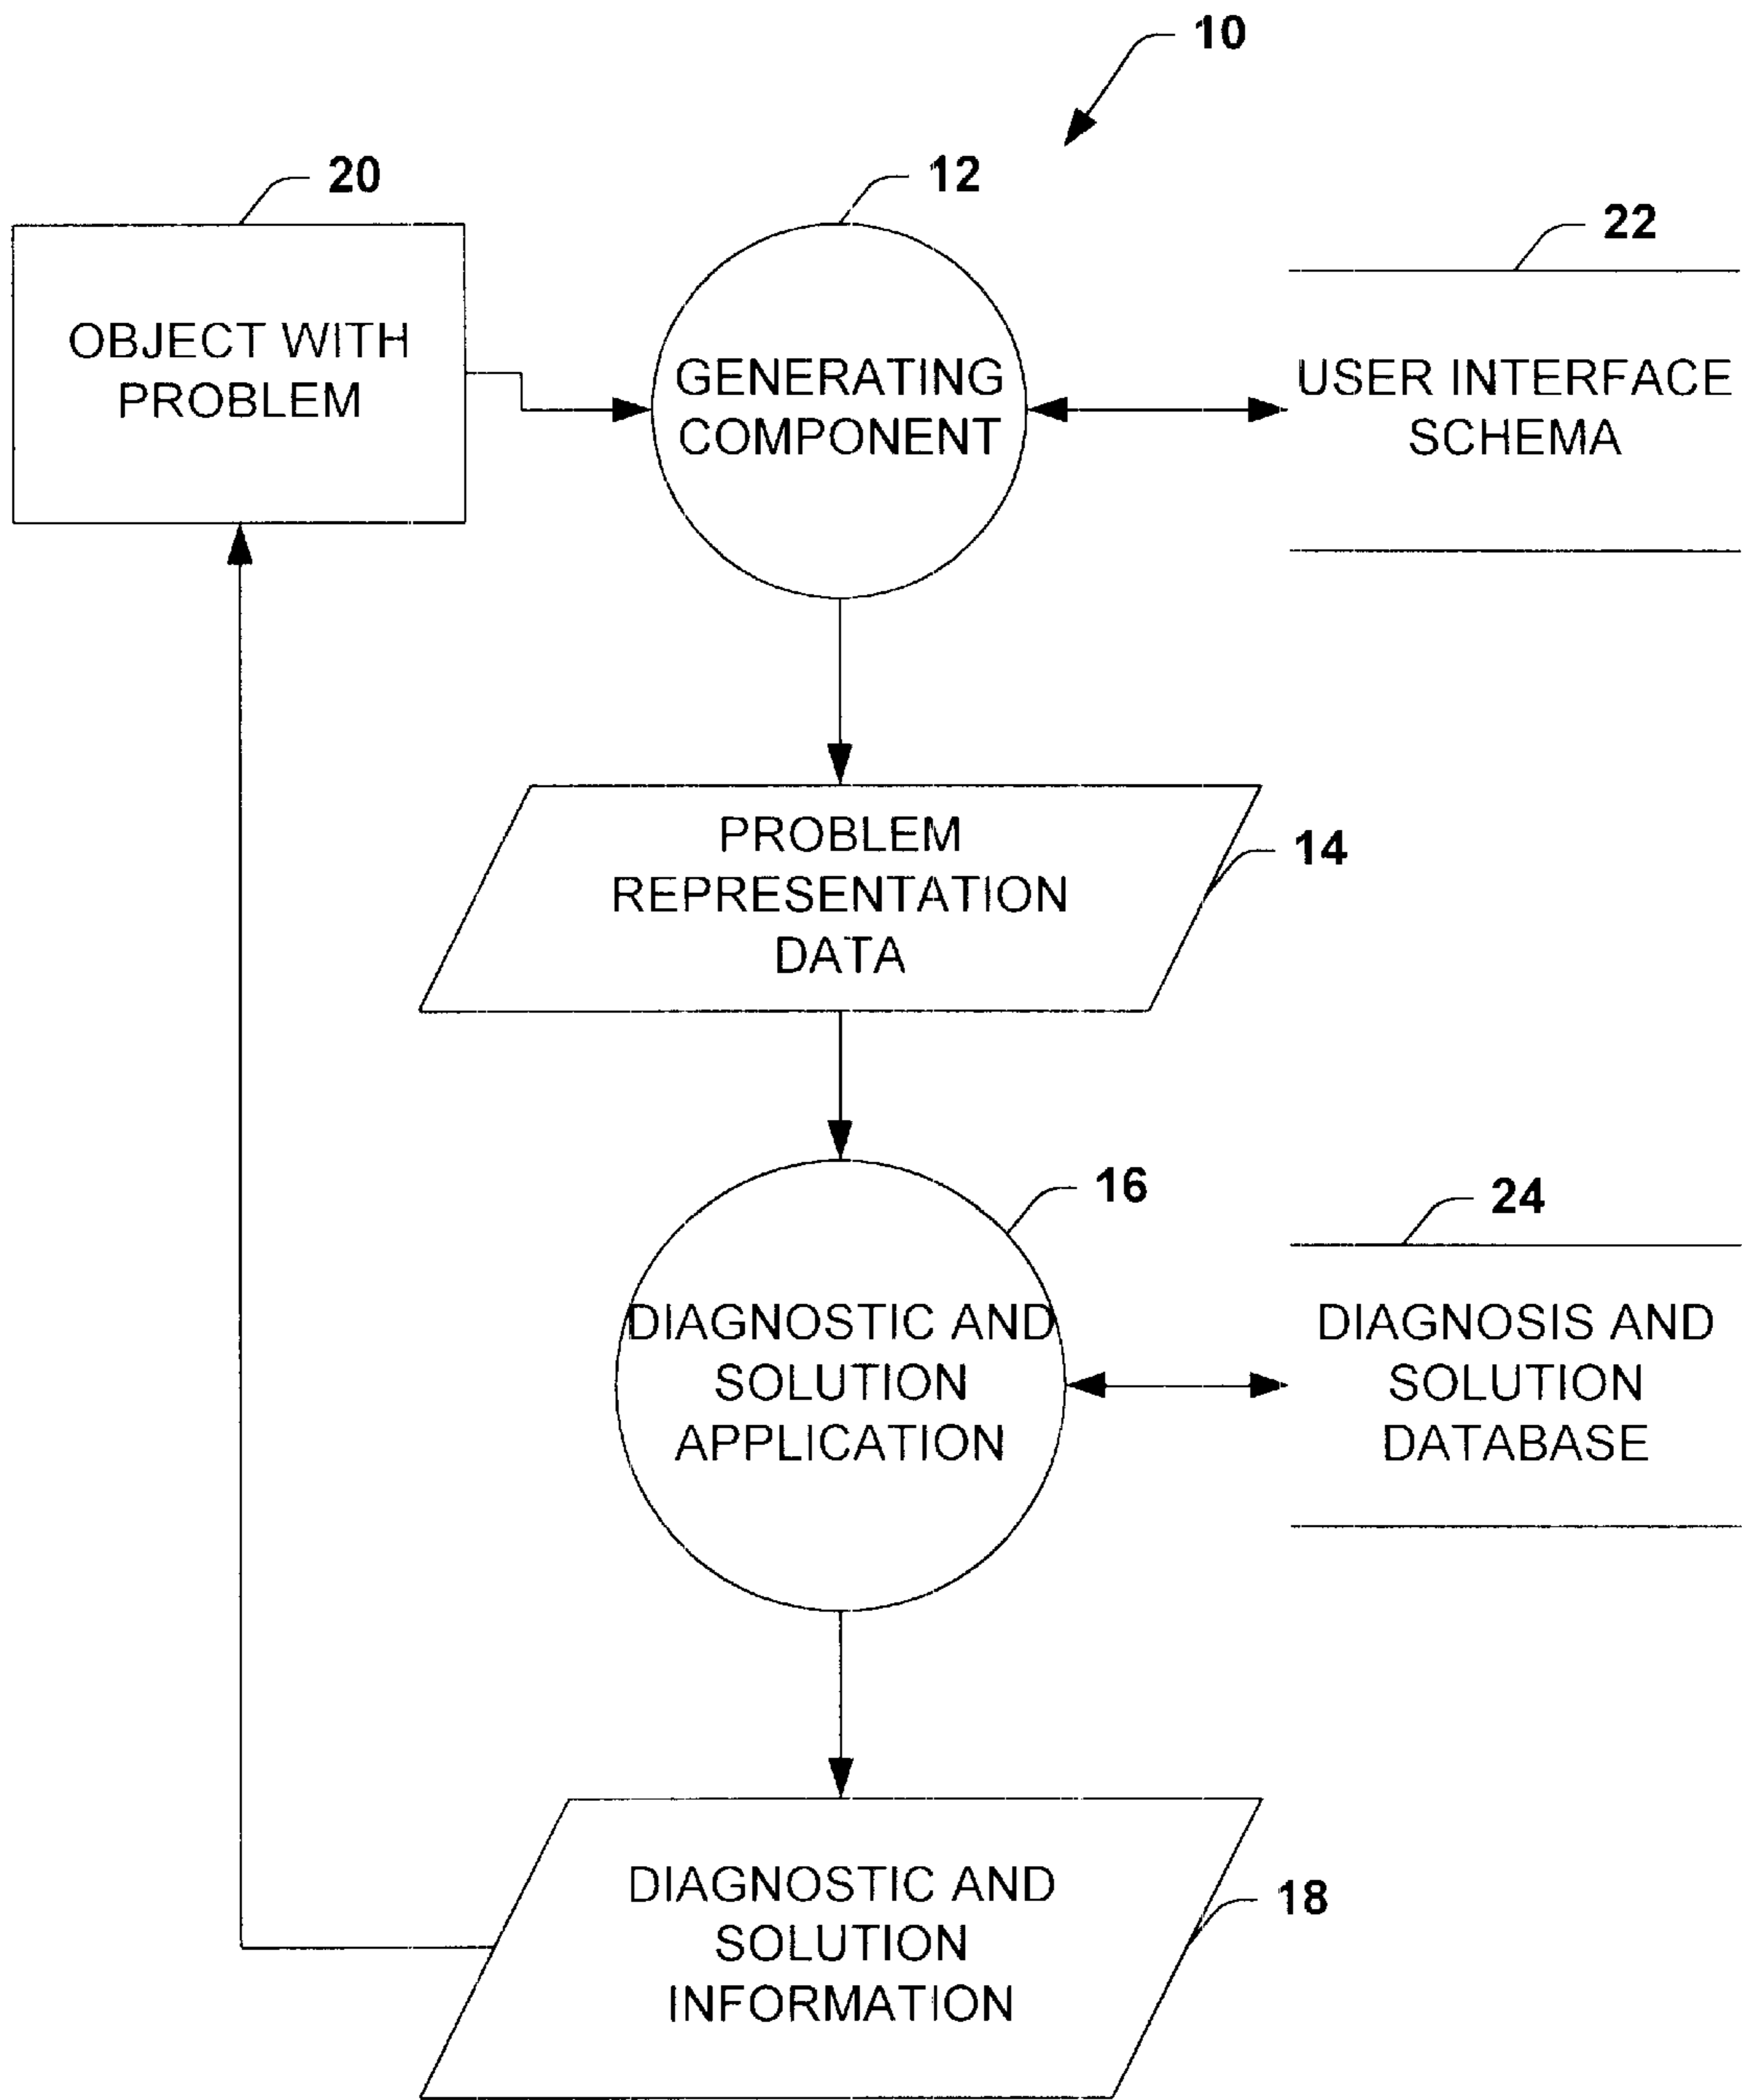 10
20
12
22
OBJECT WITH
PROBLEM
GENERATING
COMPONENT
USER INTERFACE
SCHEMA
PROBLEM
REPRESENTATION
DATA
14
16
24
DIAGNOSTIC AND
SOLUTION
APPLICATION
DIAGNOSIS AND
SOLUTION
DATABASE
DIAGNOSTIC AND
SOLUTION
INFORMATION
18